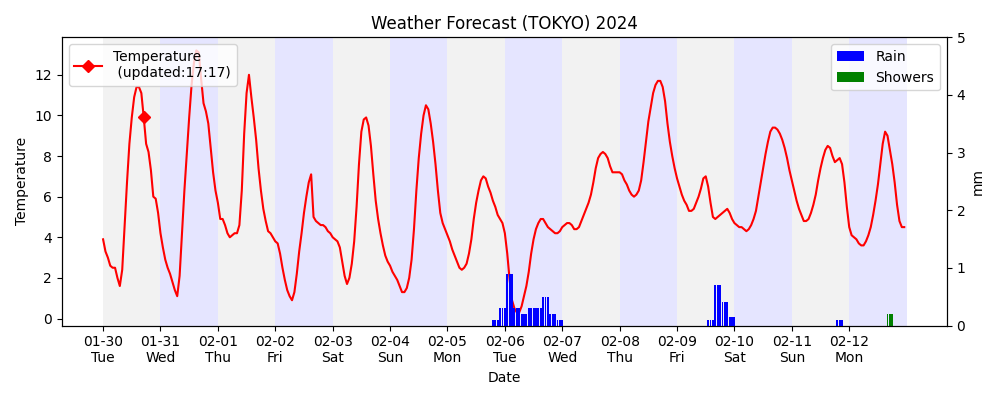 Weather Forecast (TOKYO) 2024
Temperature
(updated:17:17)
Rain
Showers
Temperature
12
10
8
6
4
2
0
5
4
3
2
1
0
mm
01-30 01-31 02-01 02-02 02-03 02-04 02-05 02-06 02-07 02-08 02-09 02-10 02-11 02-12
Tue Wed Thu Fri Sat Sun Mon Tue Wed Thu Fri Sat Sun Mon
Date